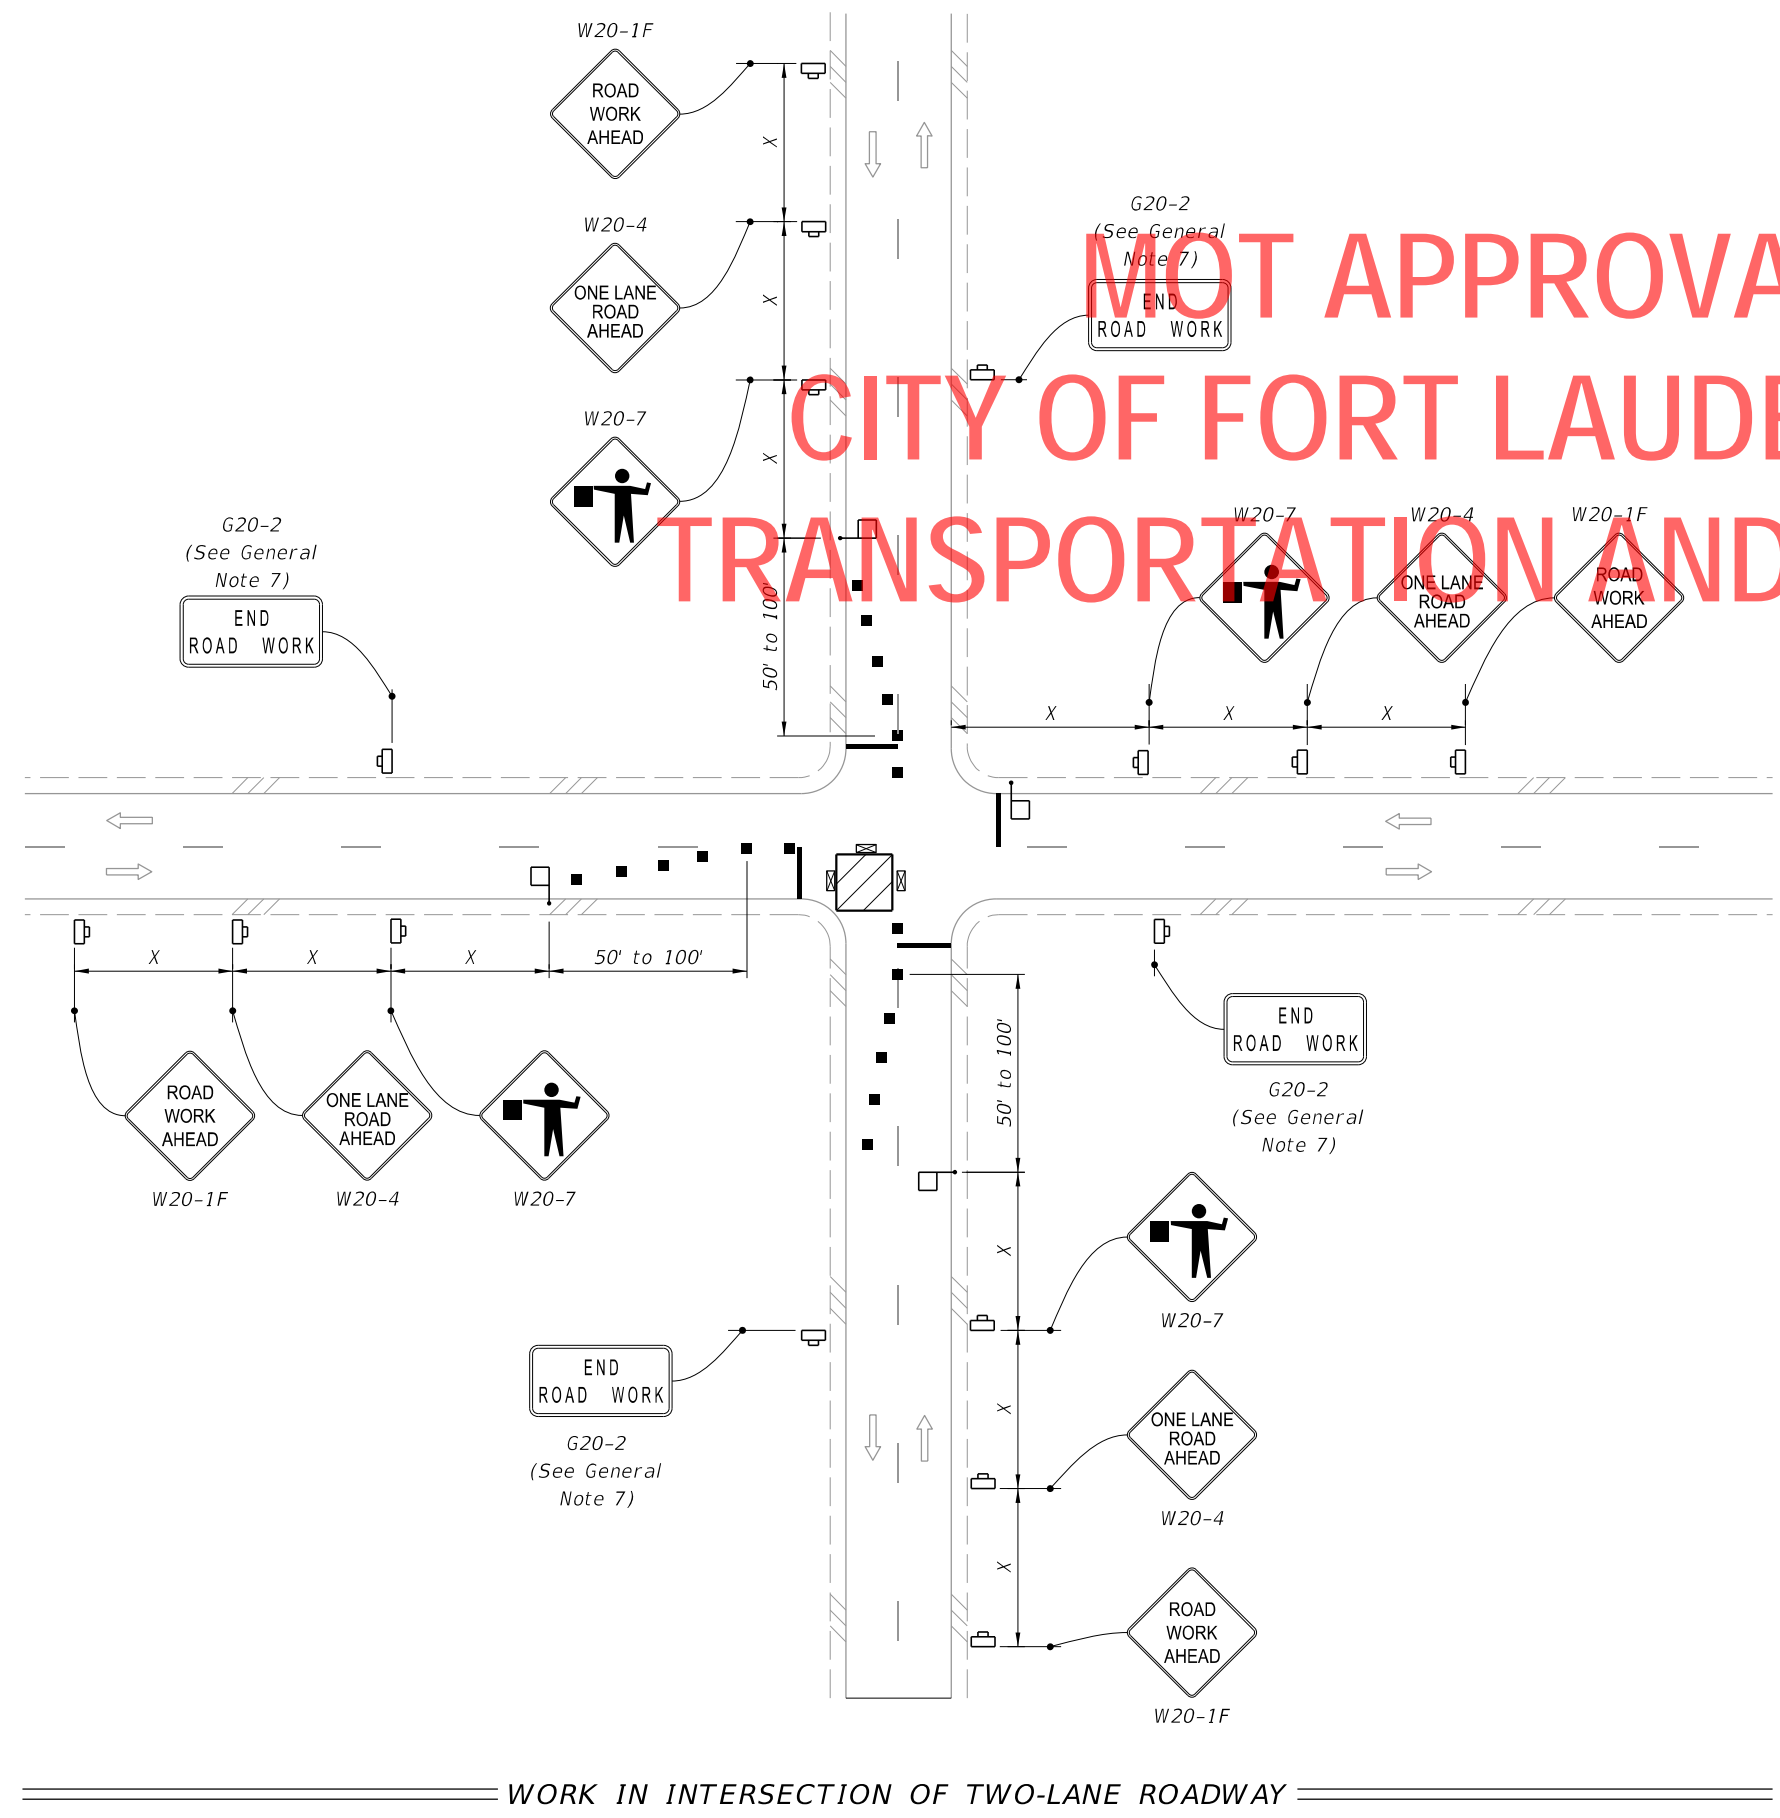 W20-1F
ROAD
WORK
AHEAD
X
W20-4
ONE LANE
ROAD
AHEAD
X
W20-7
X
50' to 100'
G20-2
(See General
Note 7)
END
ROAD WORK
MOT APPROVA
CITY OF FORT LAUDE
TRANSPORTATION AND
G20-2
(See General
Note 7)
END
ROAD WORK
W20-7
W20-4
W20-1F
ONE LANE
ROAD
AHEAD
ROAD
WORK
AHEAD
X
X
X
X
X
X
50' to 100'
ROAD
WORK
AHEAD
ONE LANE
ROAD
AHEAD
W20-1F
W20-4
W20-7
END
ROAD WORK
G20-2
(See General
Note 7)
50' to 100'
X
W20-7
X
ONE LANE
ROAD
AHEAD
W20-4
X
ROAD
WORK
AHEAD
W20-1F
END
ROAD WORK
G20-2
(See General
Note 7)
WORK IN INTERSECTION OF TWO-LANE ROADWAY